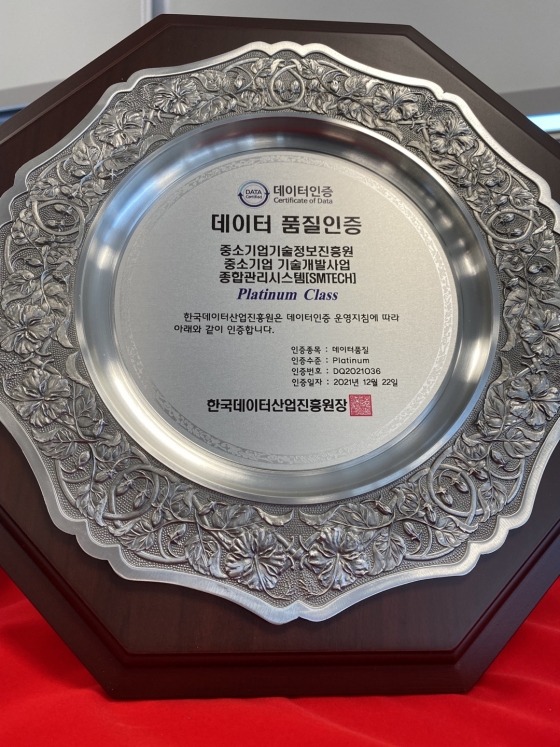 DATA
Certified
데이터인증
Certificate of Data
데이터 품질인증
중소기업기술정보진흥원
중소기업 기술개발사업
종합관리시스템[SMTECH]
Platinum Class
한국데이터산업진흥원은 데이터인증 운영지침에 따라
아래와 같이 인증합니다.
인증종목 : 데이터품질
인증수준 : Platinum
인증번호 : DQ2021036
인증일자 : 2021년 12월 22일
한국데이터산업진흥원장